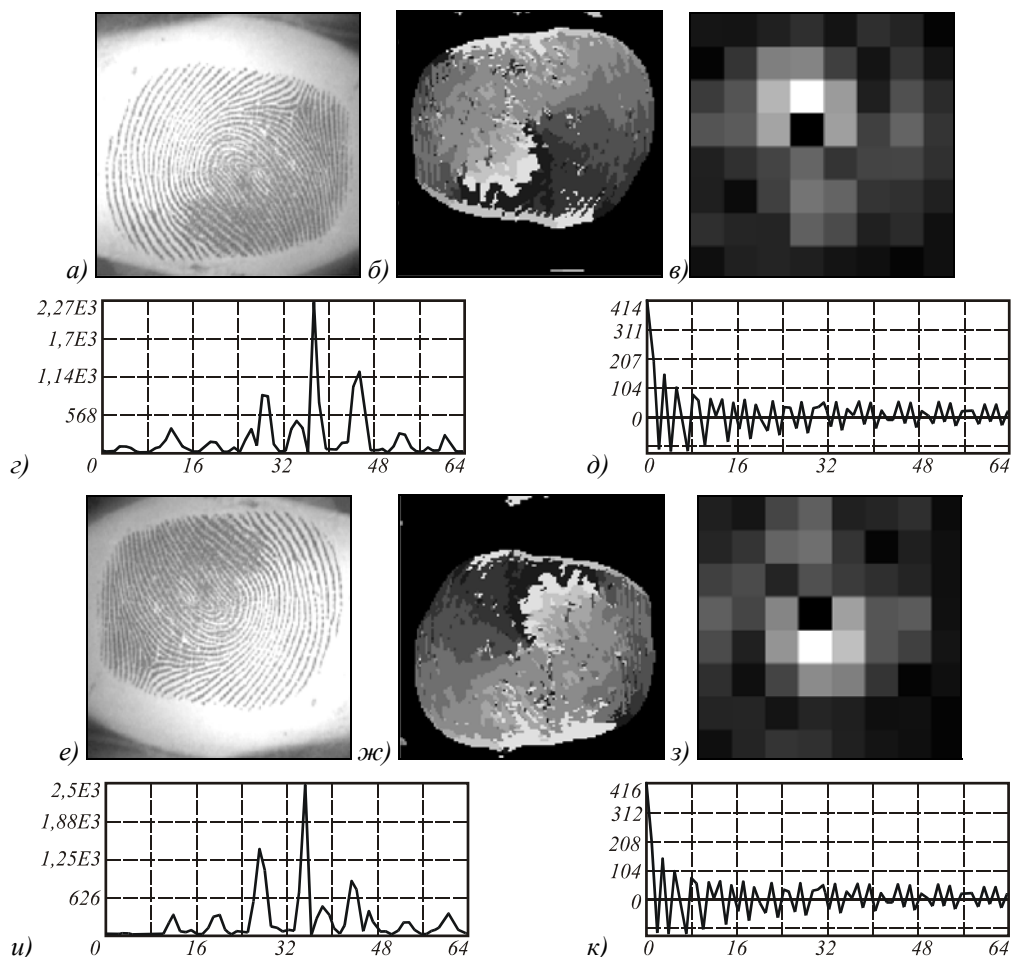 а) б) в)
2,27E3
1,7E3
1,14E3
568
г) 0 16 32 48 64
414
311
207
104
0
д) 0 16 32 48 64
е) ж) з)
2,5E3
1,88E3
1,25E3
626
и) 0 16 32 48 64
416
312
208
104
0
к) 0 16 32 48 64